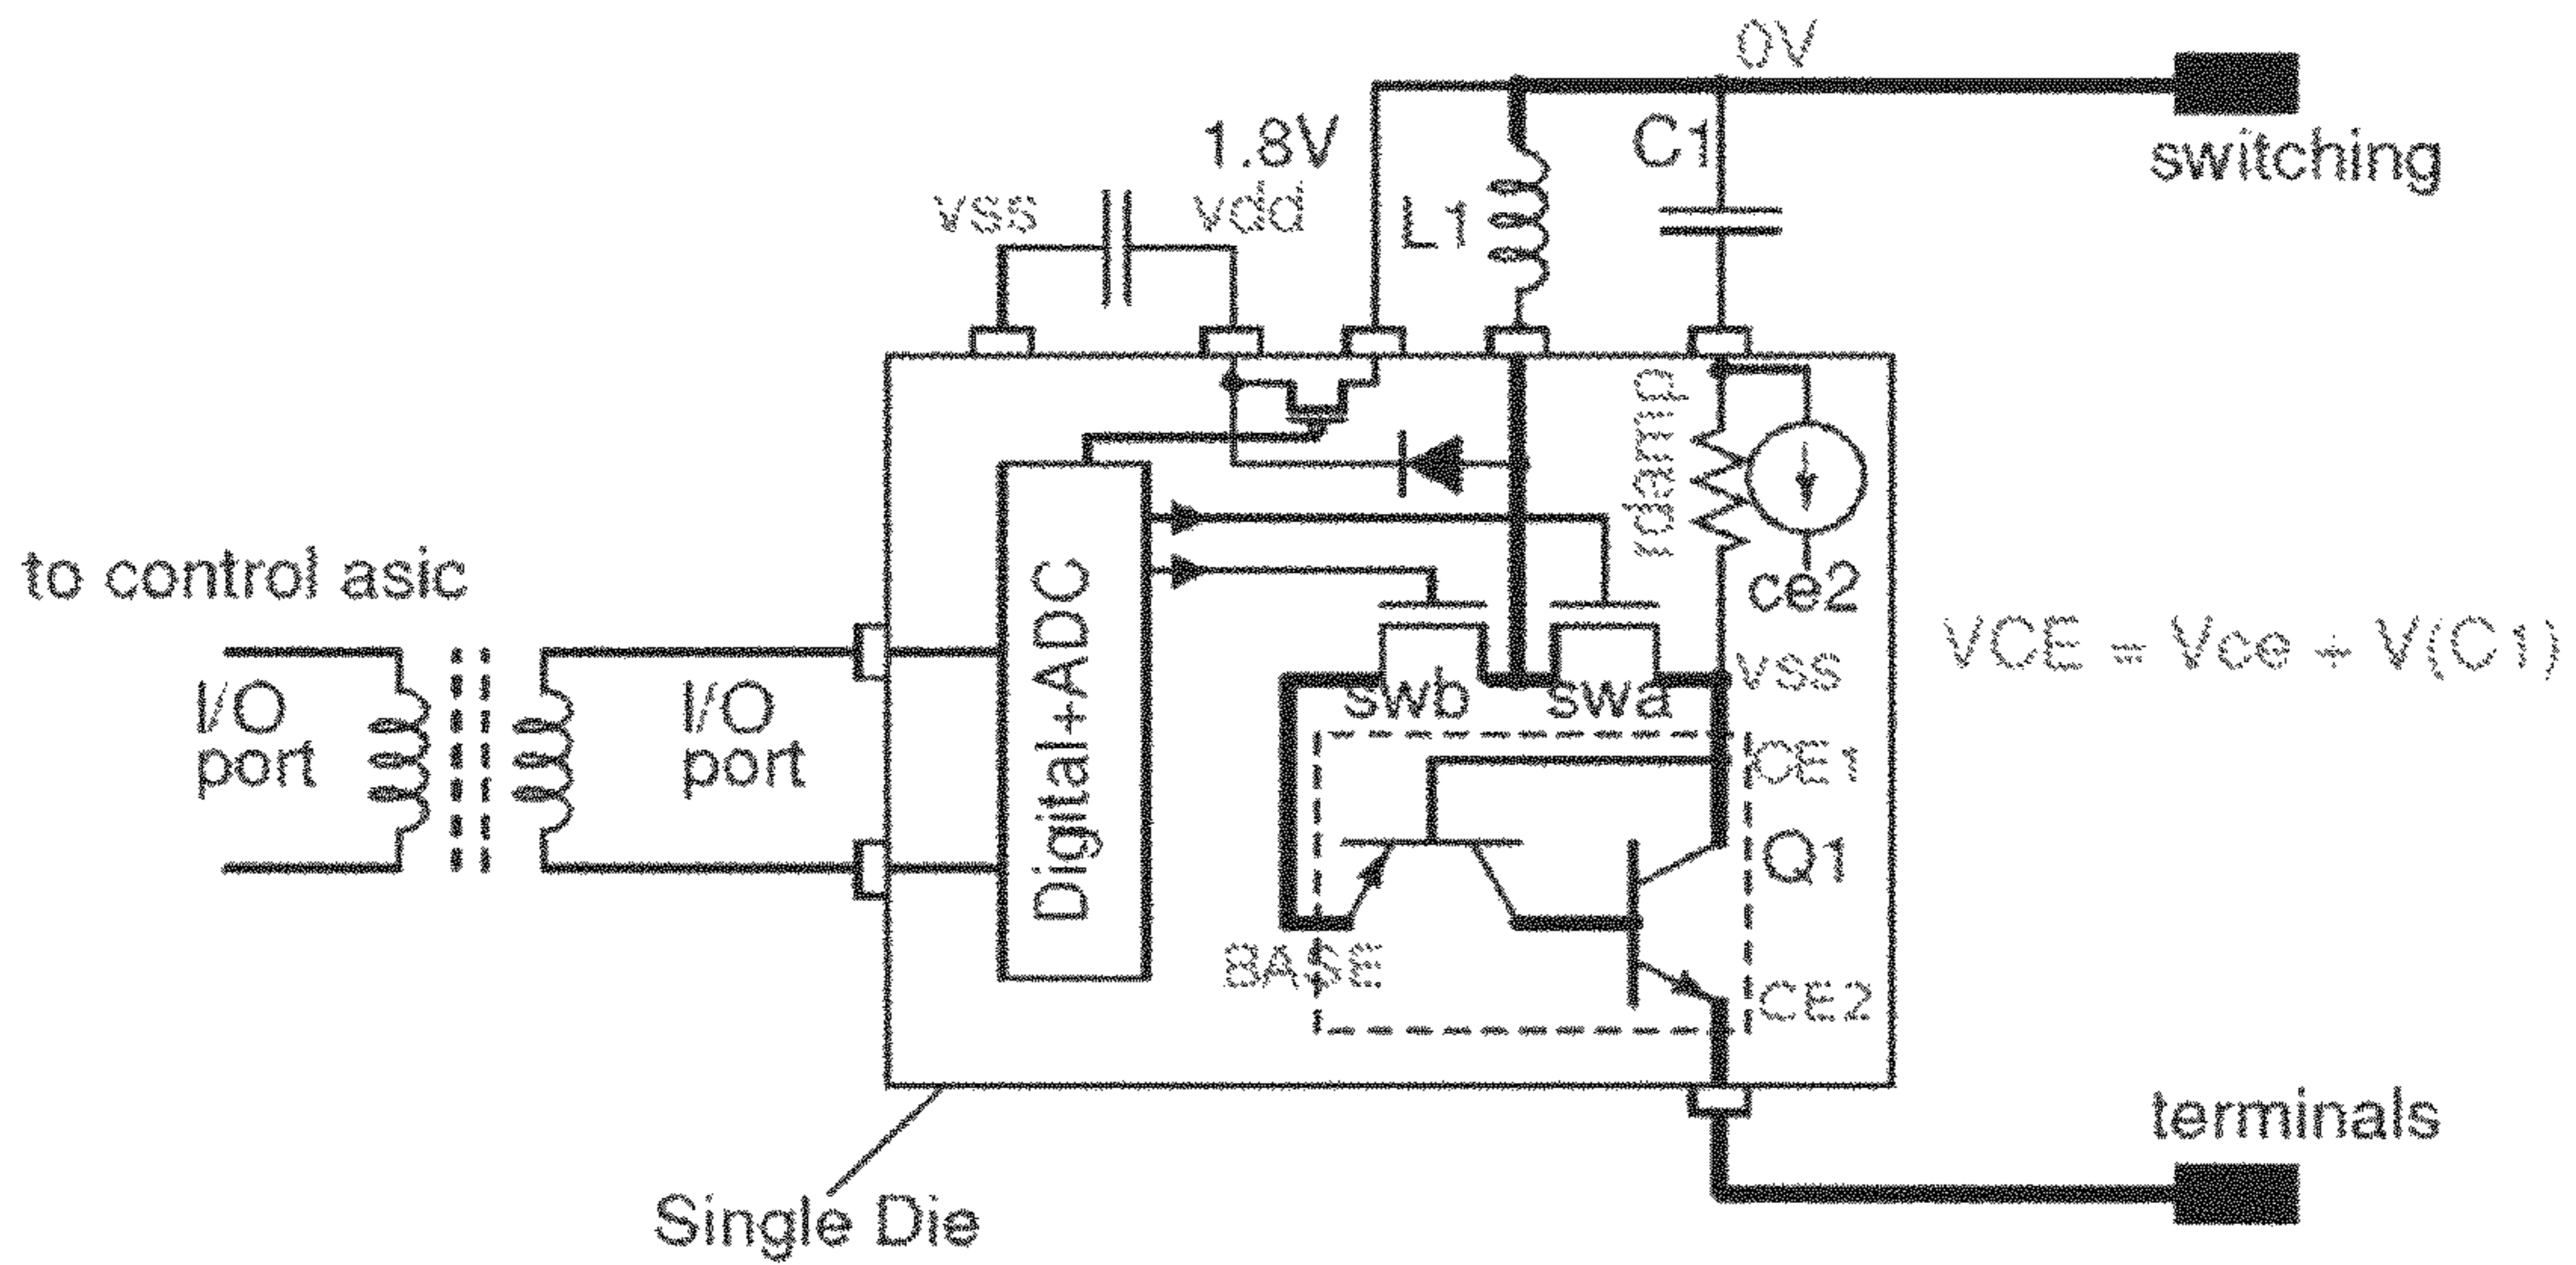 0V
1.8V
C1
switching
vss
vdd
L1
rdamp
to control asic
ce2
Digital+ADC
VCE = Vce + V(C1)
I/O
port
I/O
port
swb
swa
vss
CE1
Q1
BASE
CE2
terminals
Single Die